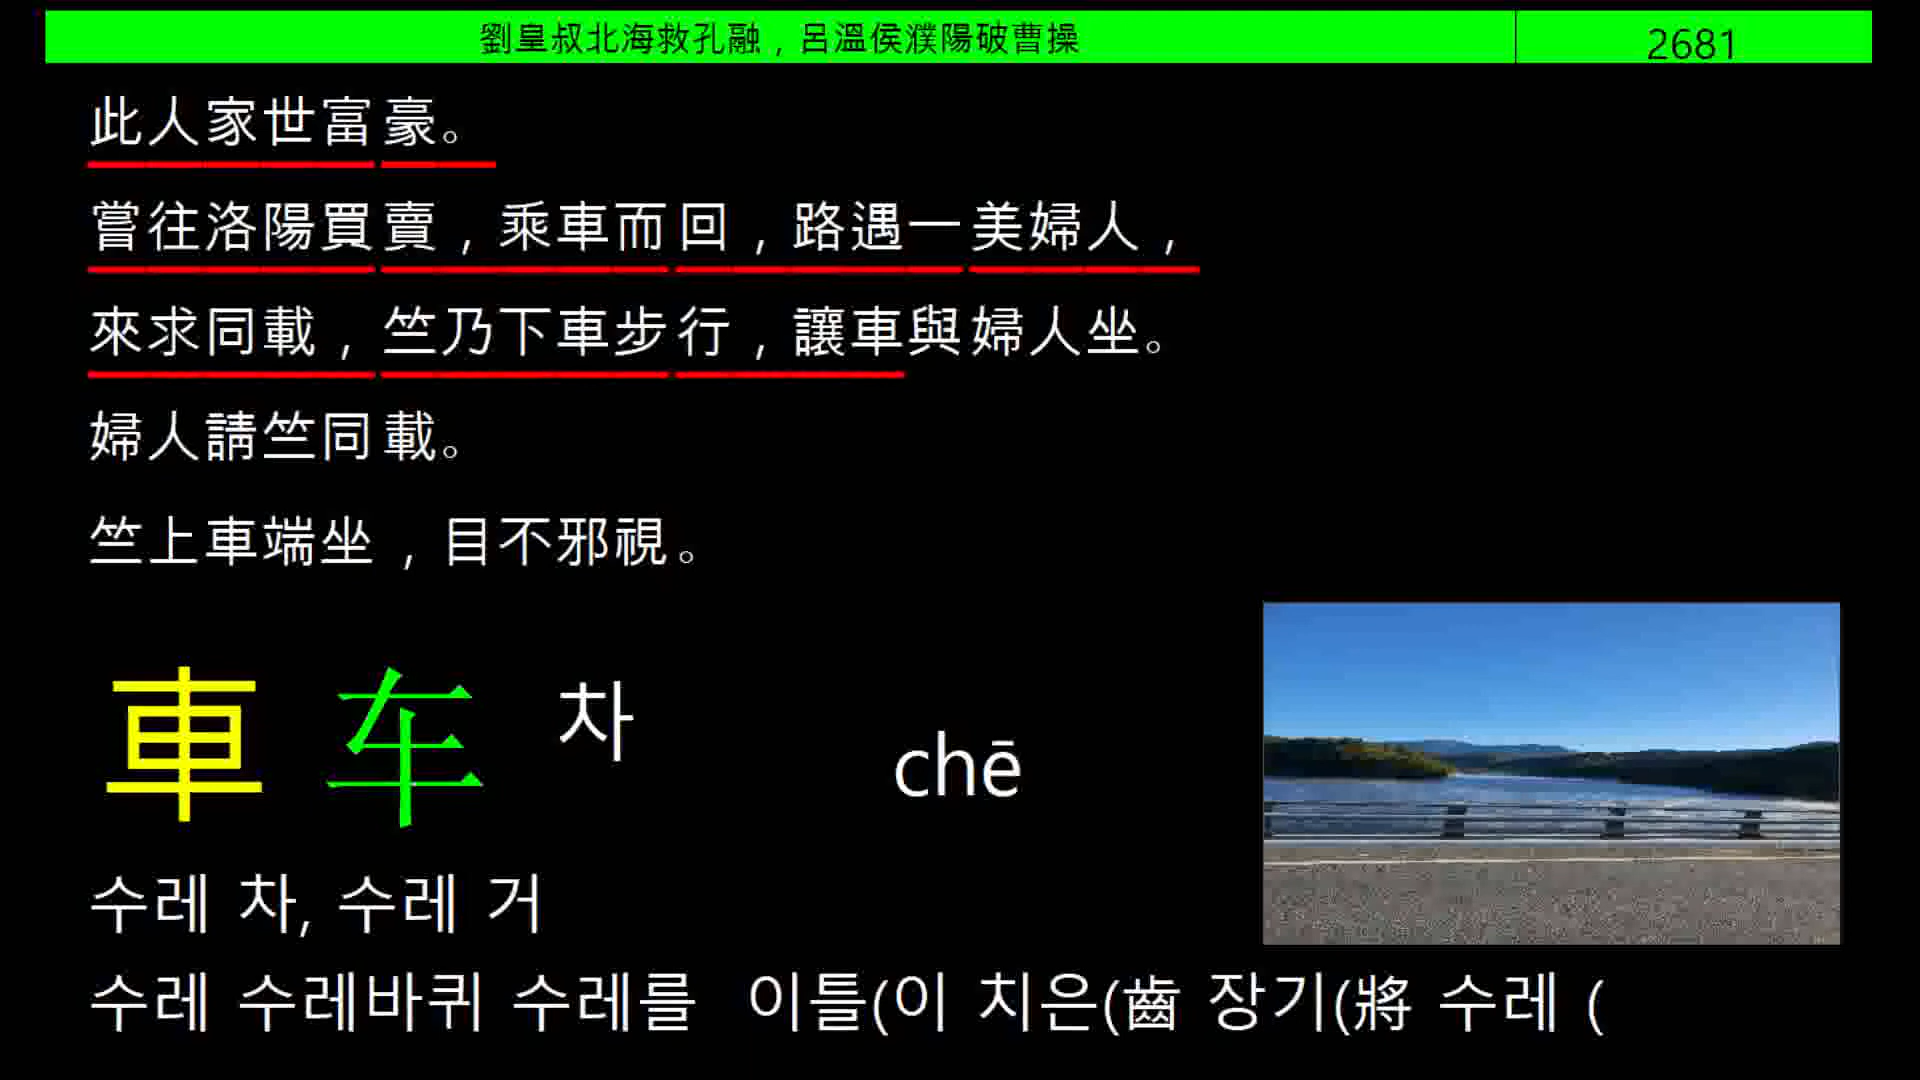 劉皇叔北海救孔融，呂溫侯濮陽破曹操
2681
此人家世富豪。
嘗往洛陽買賣，乘車而回，路遇一美婦人，
來求同載，竺乃下車步行，讓車與婦人坐。
婦人請竺同載。
竺上車端坐，目不邪視。
車 车 차 chē
수레 차, 수레 거
수레 수레바퀴 수레를 이틀(이 치은(齒 장기(將 수레 (